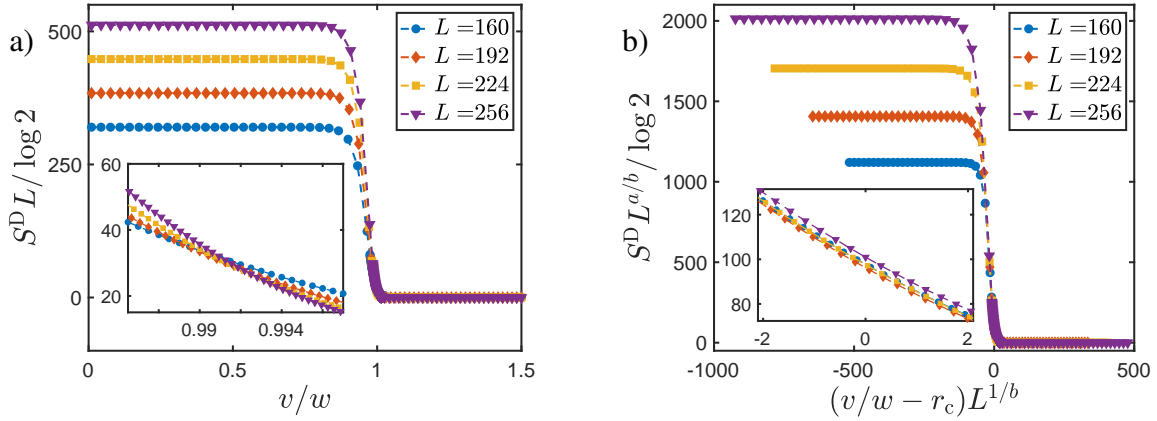 a)
500
250
0
S^D L / log 2
L =160
L =192
L =224
L =256
60
40
20
0.99
0.994
0
0.5
1
1.5
v/w
b)
2000
1500
1000
500
0
S^D L^{a/b} / log 2
L =160
L =192
L =224
L =256
120
100
80
-2
0
2
-1000
-500
0
500
(v/w − r_c)L^{1/b}